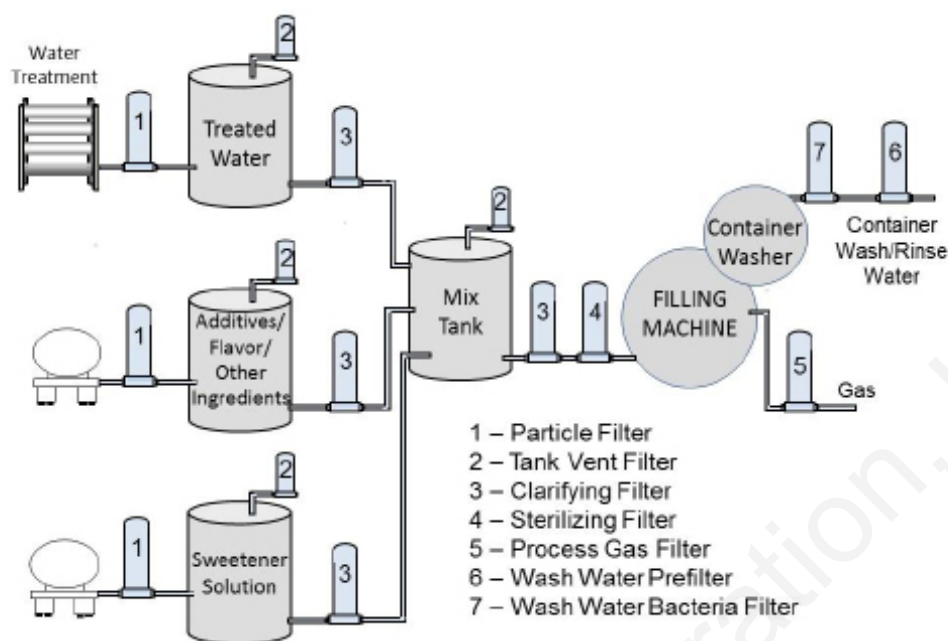 Water
Treatment
1
2
Treated
Water
3
1
2
Additives/
Flavor/
Other
Ingredients
3
1
2
Sweetener
Solution
3
2
Mix
Tank
3
4
FILLING
MACHINE
Container
Washer
7
6
Container
Wash/Rinse
Water
5
Gas
1 – Particle Filter
2 – Tank Vent Filter
3 – Clarifying Filter
4 – Sterilizing Filter
5 – Process Gas Filter
6 – Wash Water Prefilter
7 – Wash Water Bacteria Filter